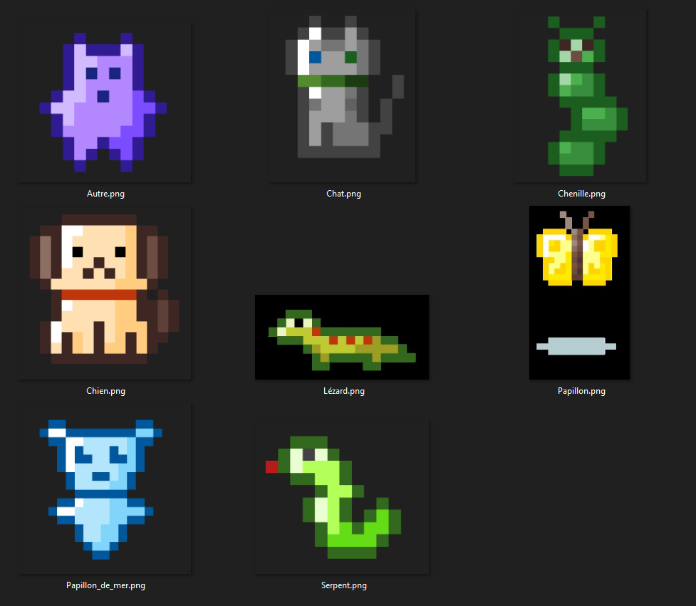 Autre.png
Chat.png
Chenille.png
Chien.png
Lézard.png
Papillon.png
Papillon_de_mer.png
Serpent.png